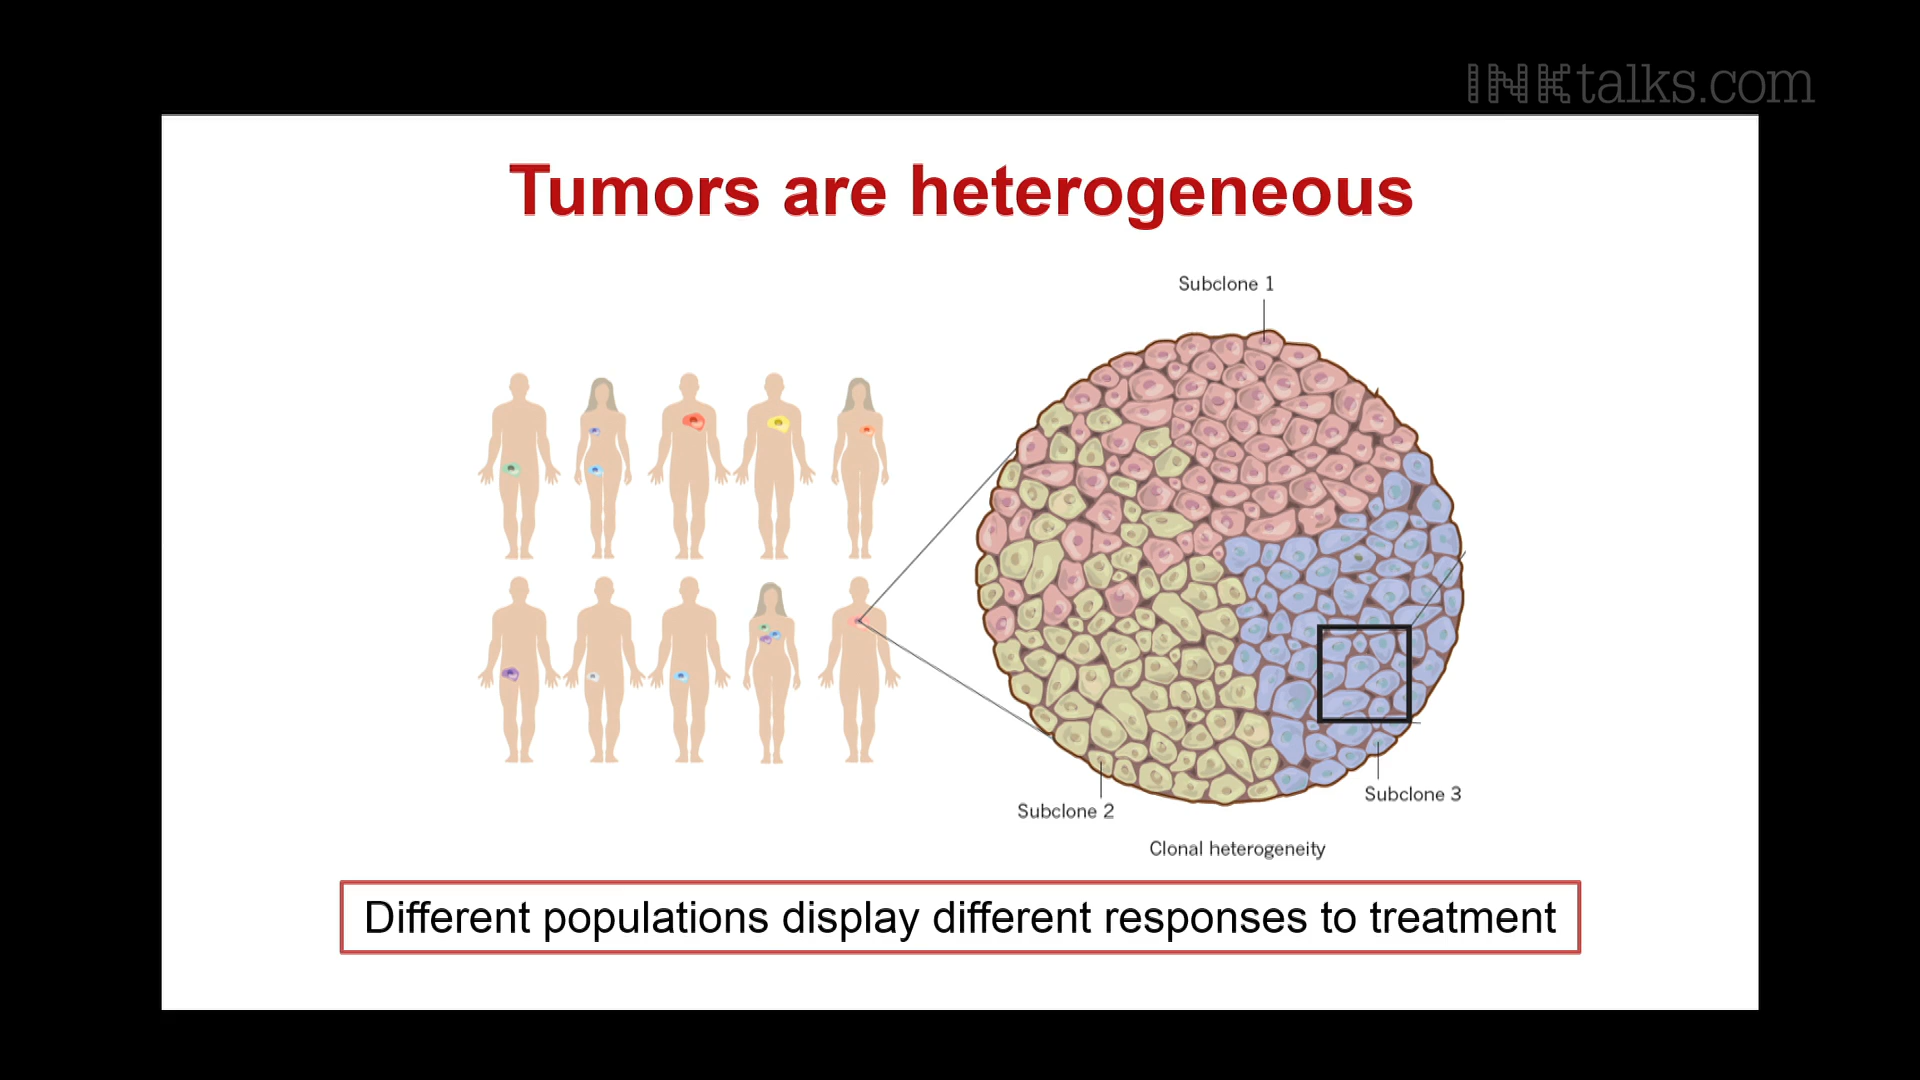 INKtalks.com
Tumors are heterogeneous
Subclone 1
Subclone 2
Subclone 3
Clonal heterogeneity
Different populations display different responses to treatment